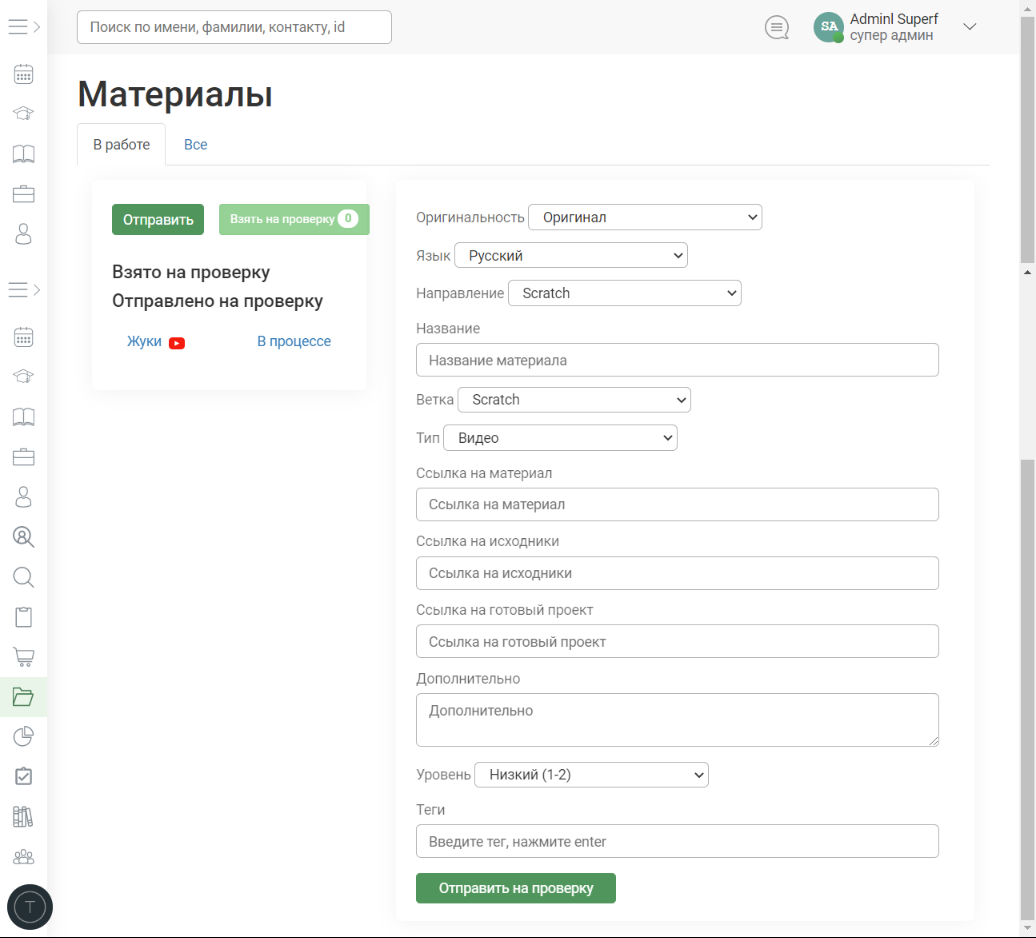 Поиск по имени, фамилии, контакту, id
SA
Adminl Superf
супер админ
Материалы
В работе
Все
Отправить
Взять на проверку 0
Взято на проверку
Отправлено на проверку
Жуки
В процессе
Оригинальность Оригинал
Язык Русский
Направление Scratch
Название
Название материала
Ветка Scratch
Тип Видео
Ссылка на материал
Ссылка на материал
Ссылка на исходники
Ссылка на исходники
Ссылка на готовый проект
Ссылка на готовый проект
Дополнительно
Дополнительно
Уровень Низкий (1-2)
Теги
Введите тег, нажмите enter
Отправить на проверку
T